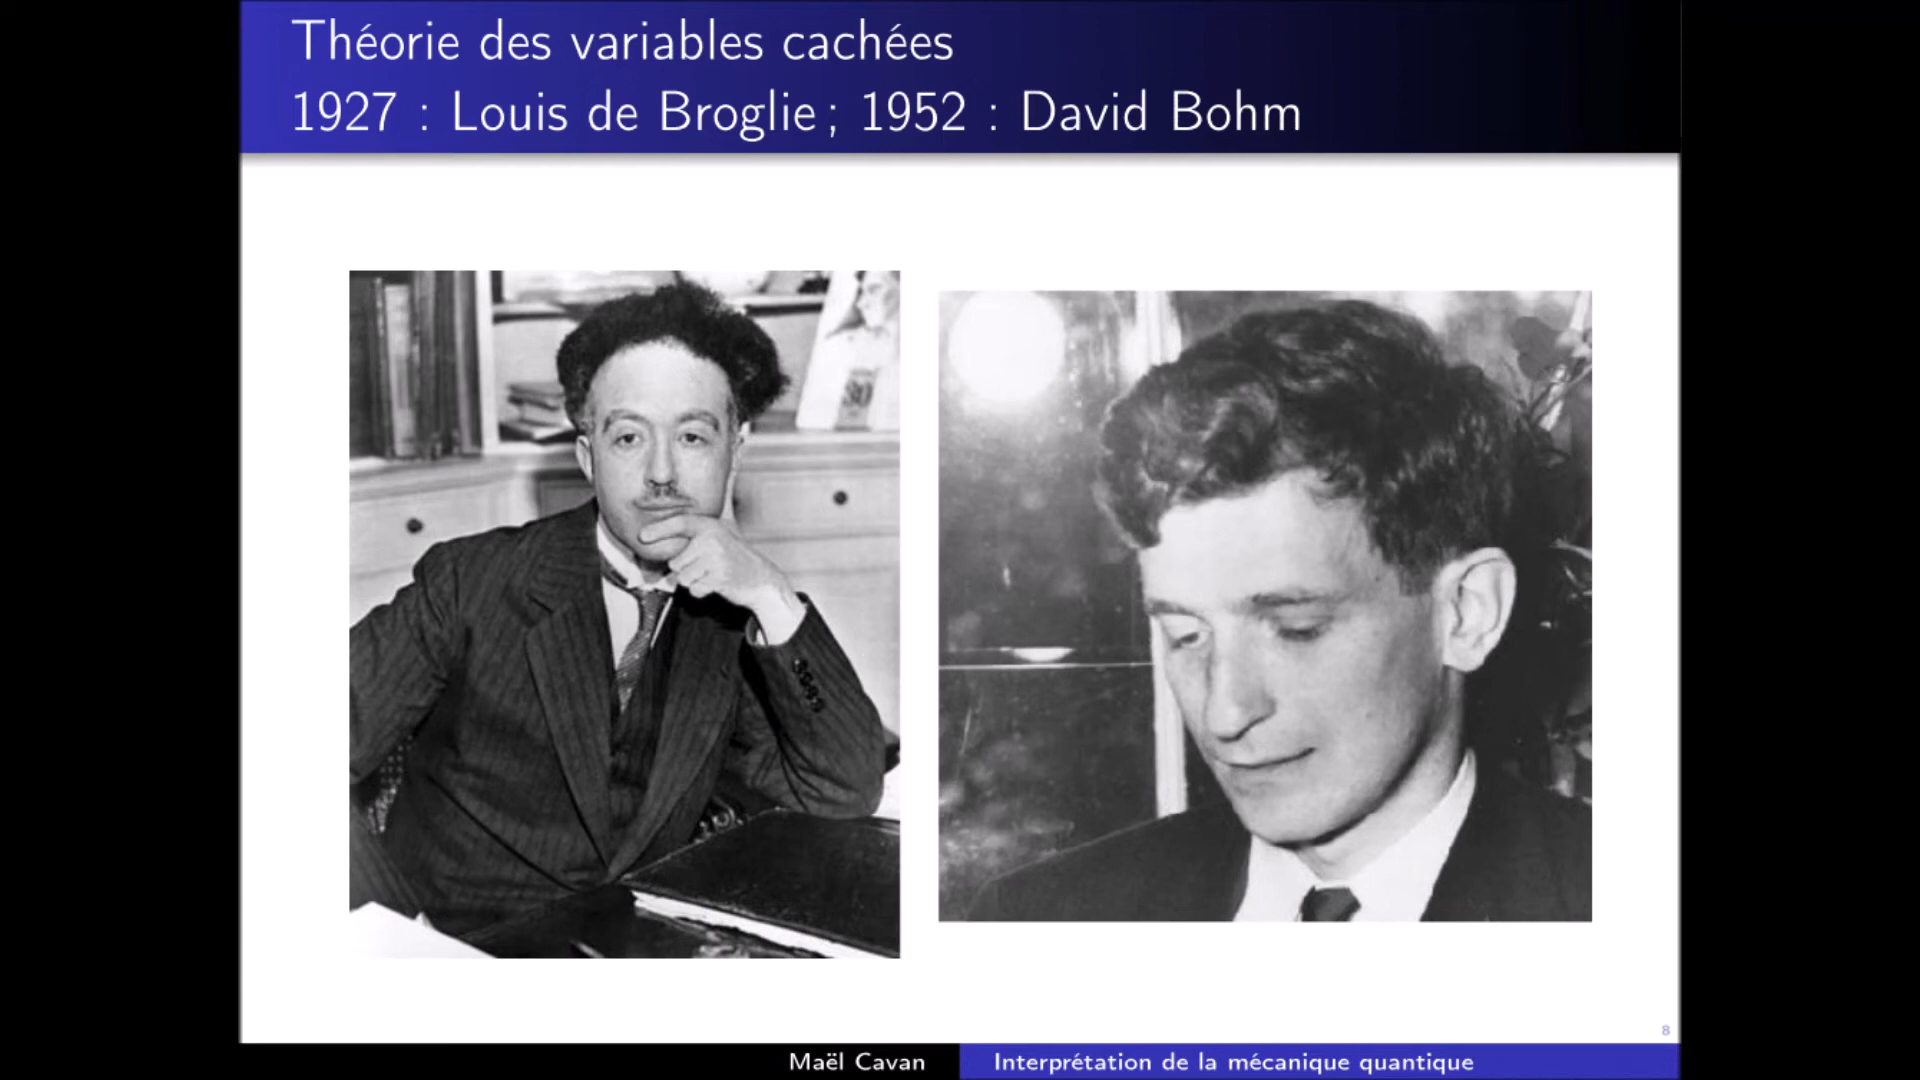 Théorie des variables cachées
1927 : Louis de Broglie ; 1952 : David Bohm
8
Maël Cavan
Interprétation de la mécanique quantique